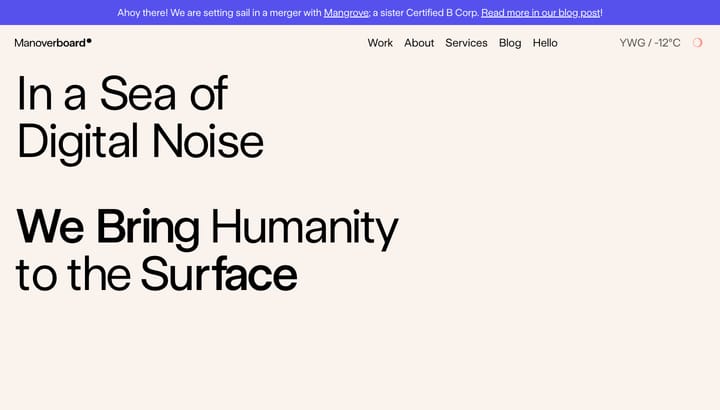 Ahoy there! We are setting sail in a merger with Mangrove; a sister Certified B Corp. Read more in our blog post!
Manoverboard
Work About Services Blog Hello
YWG / -12°C
In a Sea of
Digital Noise
We Bring Humanity
to the Surface